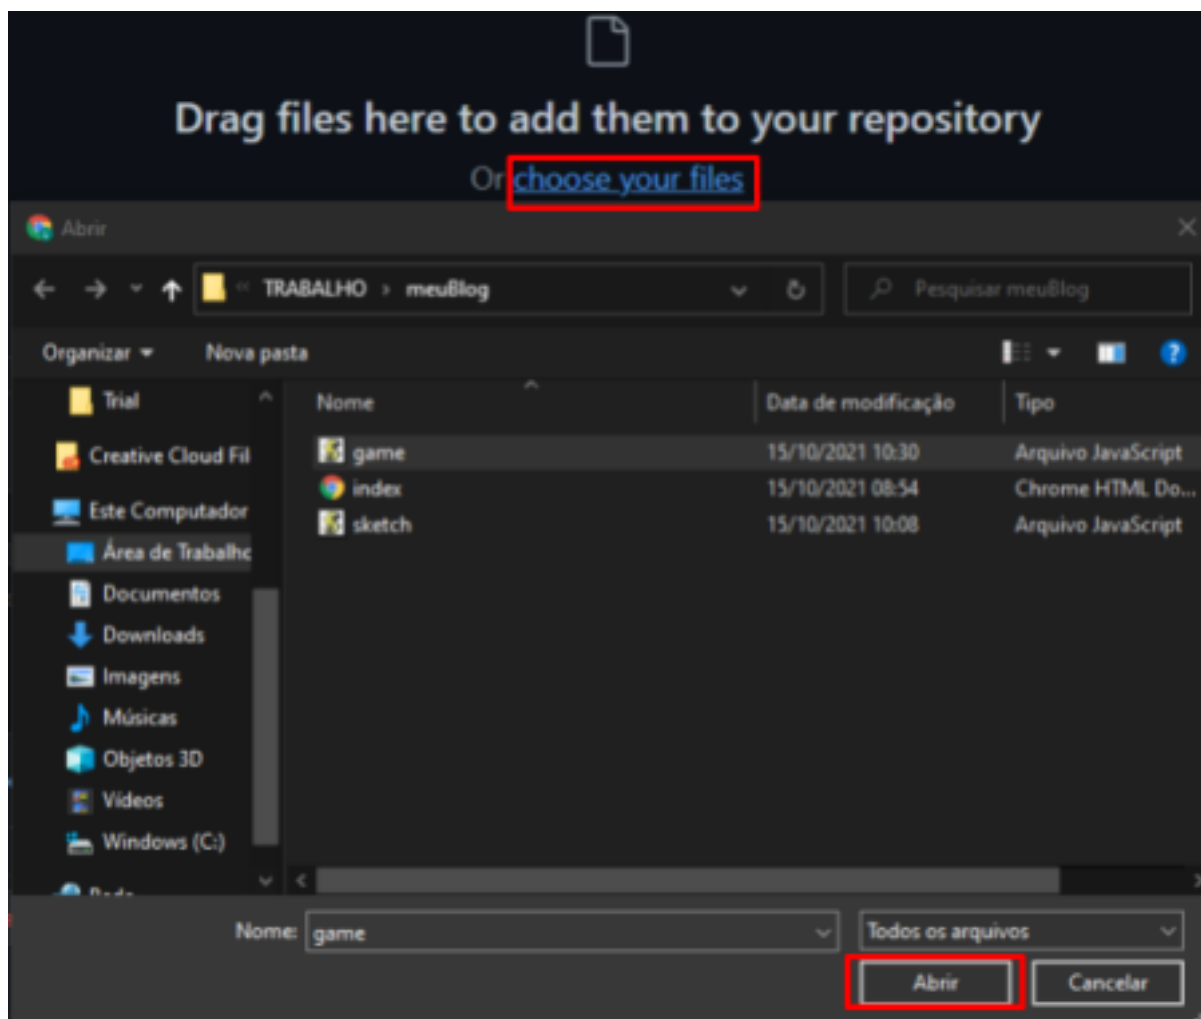 Drag files here to add them to your repository
Or choose your files
Abrir
TRABALHO › meuBlog
Pesquisar meuBlog
Organizar
Nova pasta
Trial
Nome
Data de modificação
Tipo
Creative Cloud Fil
game
15/10/2021 10:30
Arquivo JavaScript
index
15/10/2021 08:54
Chrome HTML Do...
Este Computador
sketch
15/10/2021 10:08
Arquivo JavaScript
Área de Trabalho
Documentos
Downloads
Imagens
Músicas
Objetos 3D
Vídeos
Windows (C:)
Rede
Nome: game
Todos os arquivos
Abrir
Cancelar